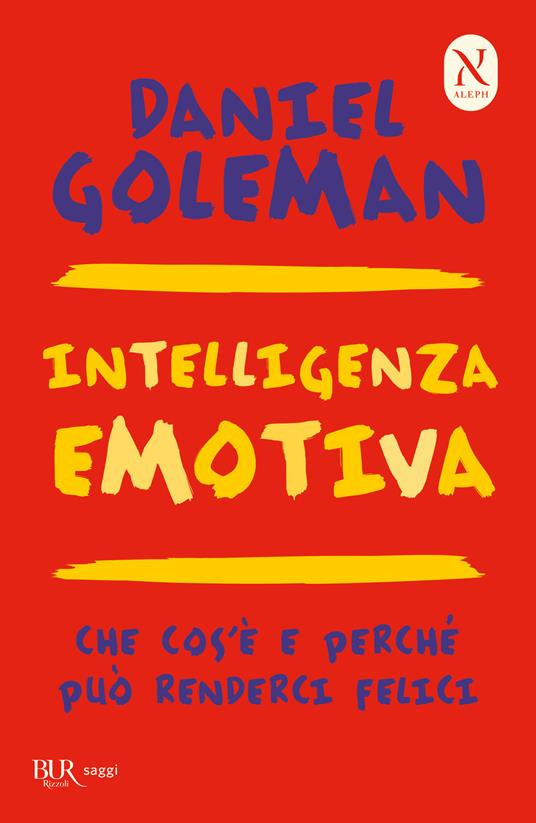 ALEPH
DANIEL
GOLEMAN
INTELLIGENZA
EMOTIVA
CHE COS'È E PERCHÉ
PUÒ RENDERCI FELICI
BUR saggi
Rizzoli